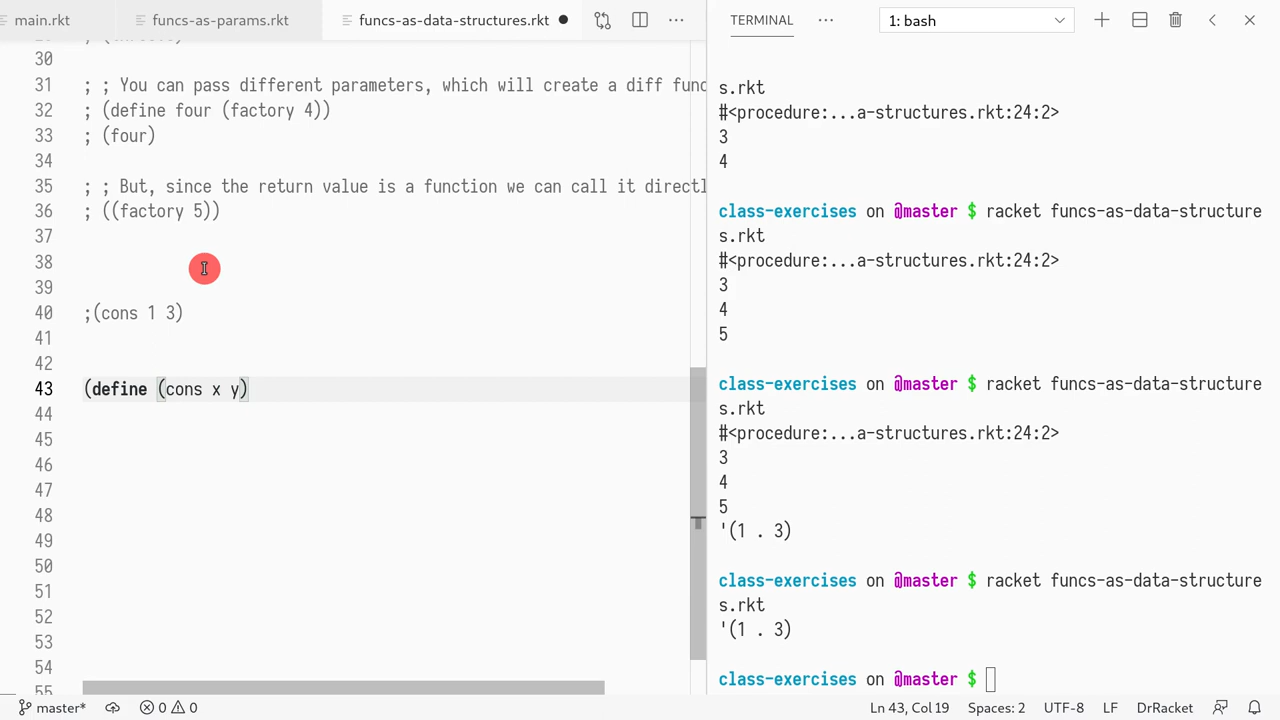 main.rkt funcs-as-params.rkt funcs-as-data-structures.rkt
30
31 ; ; You can pass different parameters, which will create a diff func
32 ; (define four (factory 4))
33 ; (four)
34
35 ; ; But, since the return value is a function we can call it directl
36 ; ((factory 5))
37
38
39
40 ;(cons 1 3)
41
42
43 (define (cons x y)
44
45
46
47
48
49
50
51
52
53
54
55
master* 0 0
TERMINAL 1: bash
s.rkt
#<procedure:...a-structures.rkt:24:2>
3
4
class-exercises on @master $ racket funcs-as-data-structure
s.rkt
#<procedure:...a-structures.rkt:24:2>
3
4
5
class-exercises on @master $ racket funcs-as-data-structure
s.rkt
#<procedure:...a-structures.rkt:24:2>
3
4
5
'(1 . 3)
class-exercises on @master $ racket funcs-as-data-structure
s.rkt
'(1 . 3)
class-exercises on @master $
Ln 43, Col 19 Spaces: 2 UTF-8 LF DrRacket